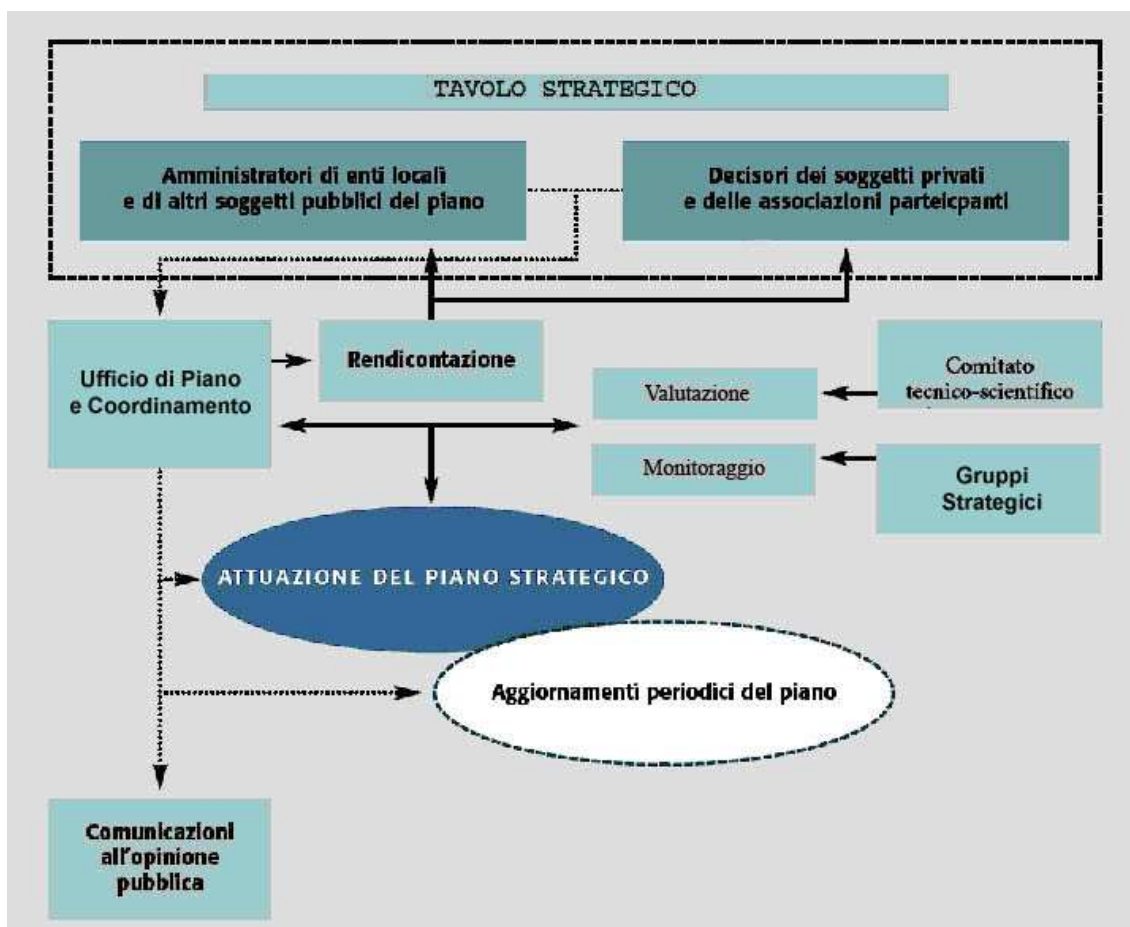 TAVOLO STRATEGICO
Amministratori di enti locali
e di altri soggetti pubblici del piano
Decisori dei soggetti privati
e delle associazioni parteicpanti
Ufficio di Piano
e Coordinamento
Rendicontazione
Valutazione
Comitato
tecnico-scientifico
Monitoraggio
Gruppi
Strategici
ATTUAZIONE DEL PIANO STRATEGICO
Aggiornamenti periodici del piano
Comunicazioni
all'opinione
pubblica